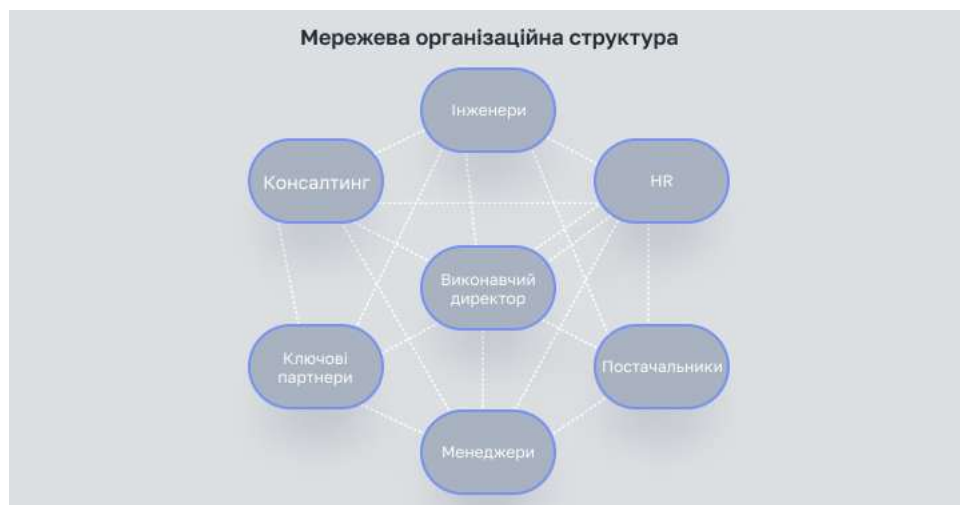 Мережева організаційна структура
Інженери
Консалтинг
HR
Виконавчий
директор
Ключові
партнери
Постачальники
Менеджери